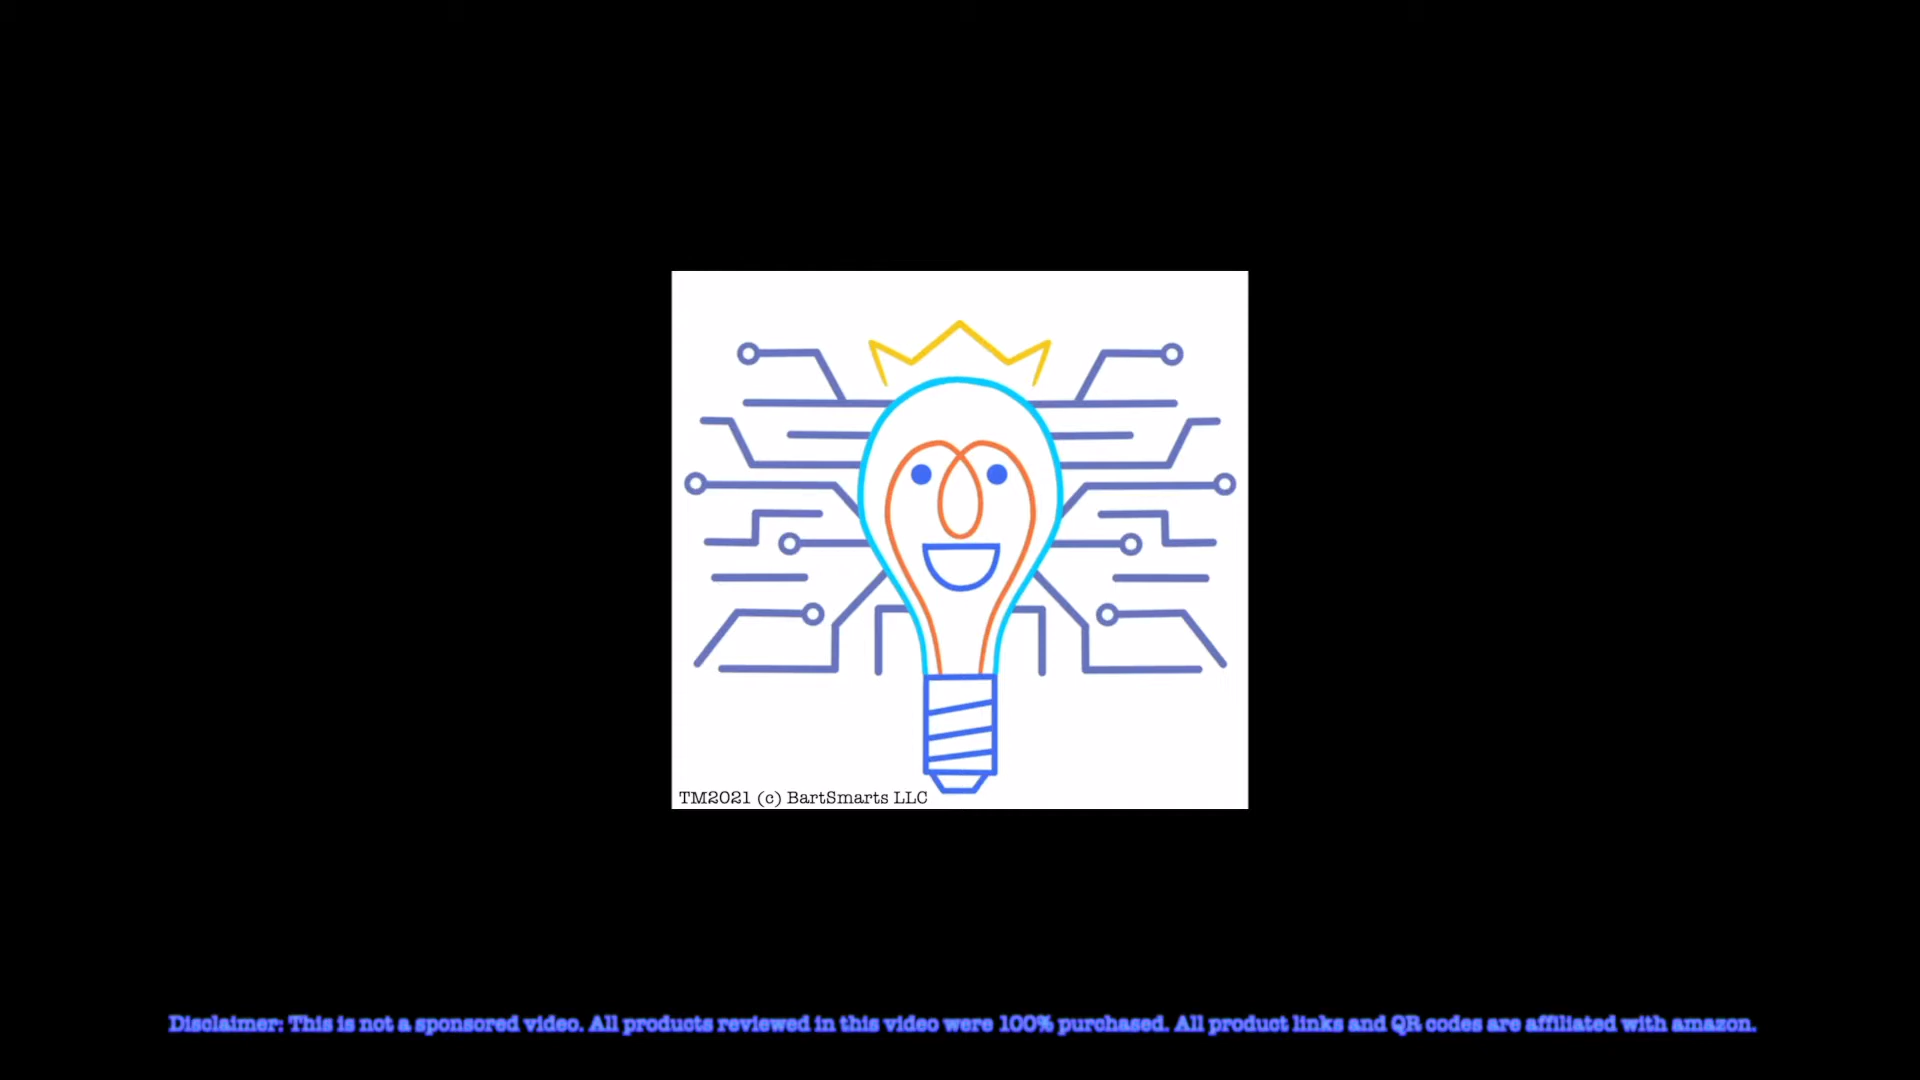 TM2021 (c) BartSmarts LLC
Disclaimer: This is not a sponsored video. All products reviewed in this video were 100% purchased. All product links and QR codes are affiliated with amazon.